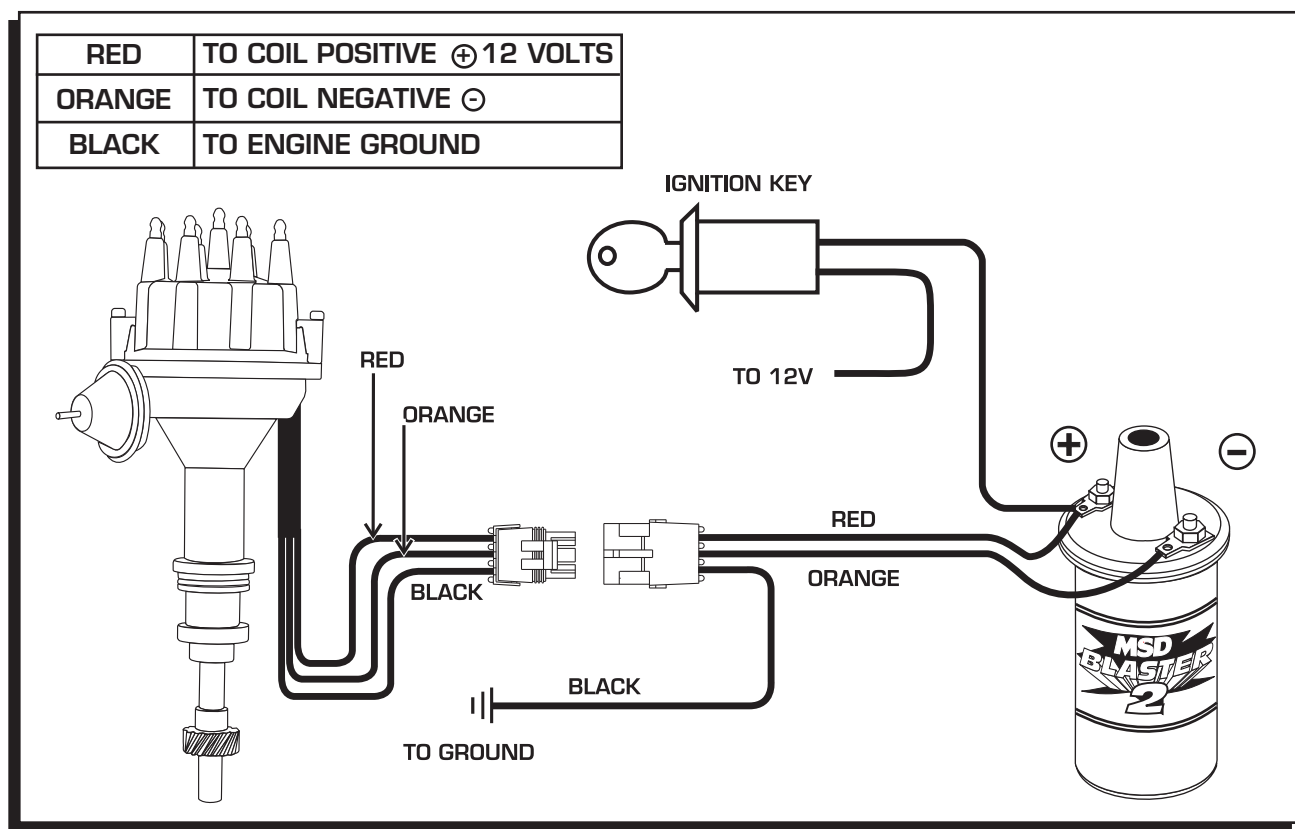 RED TO COIL POSITIVE ⊕ 12 VOLTS
ORANGE TO COIL NEGATIVE ⊖
BLACK TO ENGINE GROUND
IGNITION KEY
TO 12V
RED
ORANGE
BLACK
+
−
RED
ORANGE
BLACK
TO GROUND
MSD
BLASTER
2